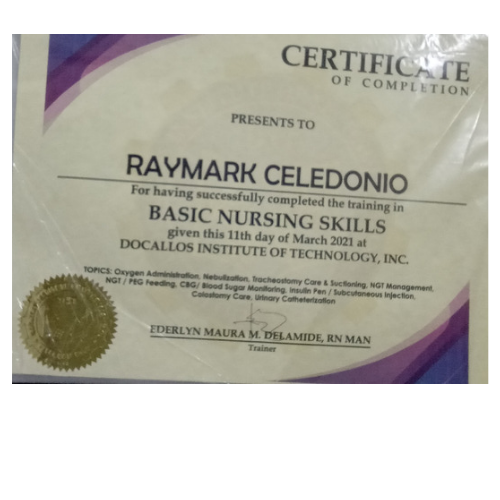 CERTIFICATE
OF COMPLETION
PRESENTS TO
RAYMARK CELEDONIO
For having successfully completed the training in
BASIC NURSING SKILLS
given this 11th day of March 2021 at
DOCALLOS INSTITUTE OF TECHNOLOGY, INC.
TOPICS: Oxygen Administration, Nebulization, Tracheostomy Care & Suctioning, NGT Management,
NGT / PEG Feeding, CBG/ Blood Sugar Monitoring, Insulin Pen / Subcutaneous Injection,
Colostomy Care, Urinary Catheterization
EDERLYN MAURA M. DELAMIDE, RN MAN
Trainer